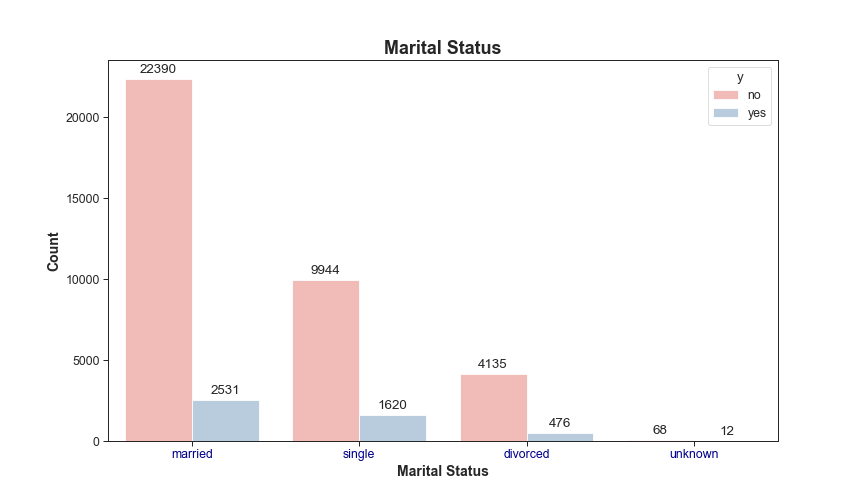 Marital Status
22390
y
no
yes
20000
15000
9944
10000
Count
4135
5000
2531
1620
476
68
12
0
married single divorced unknown
Marital Status